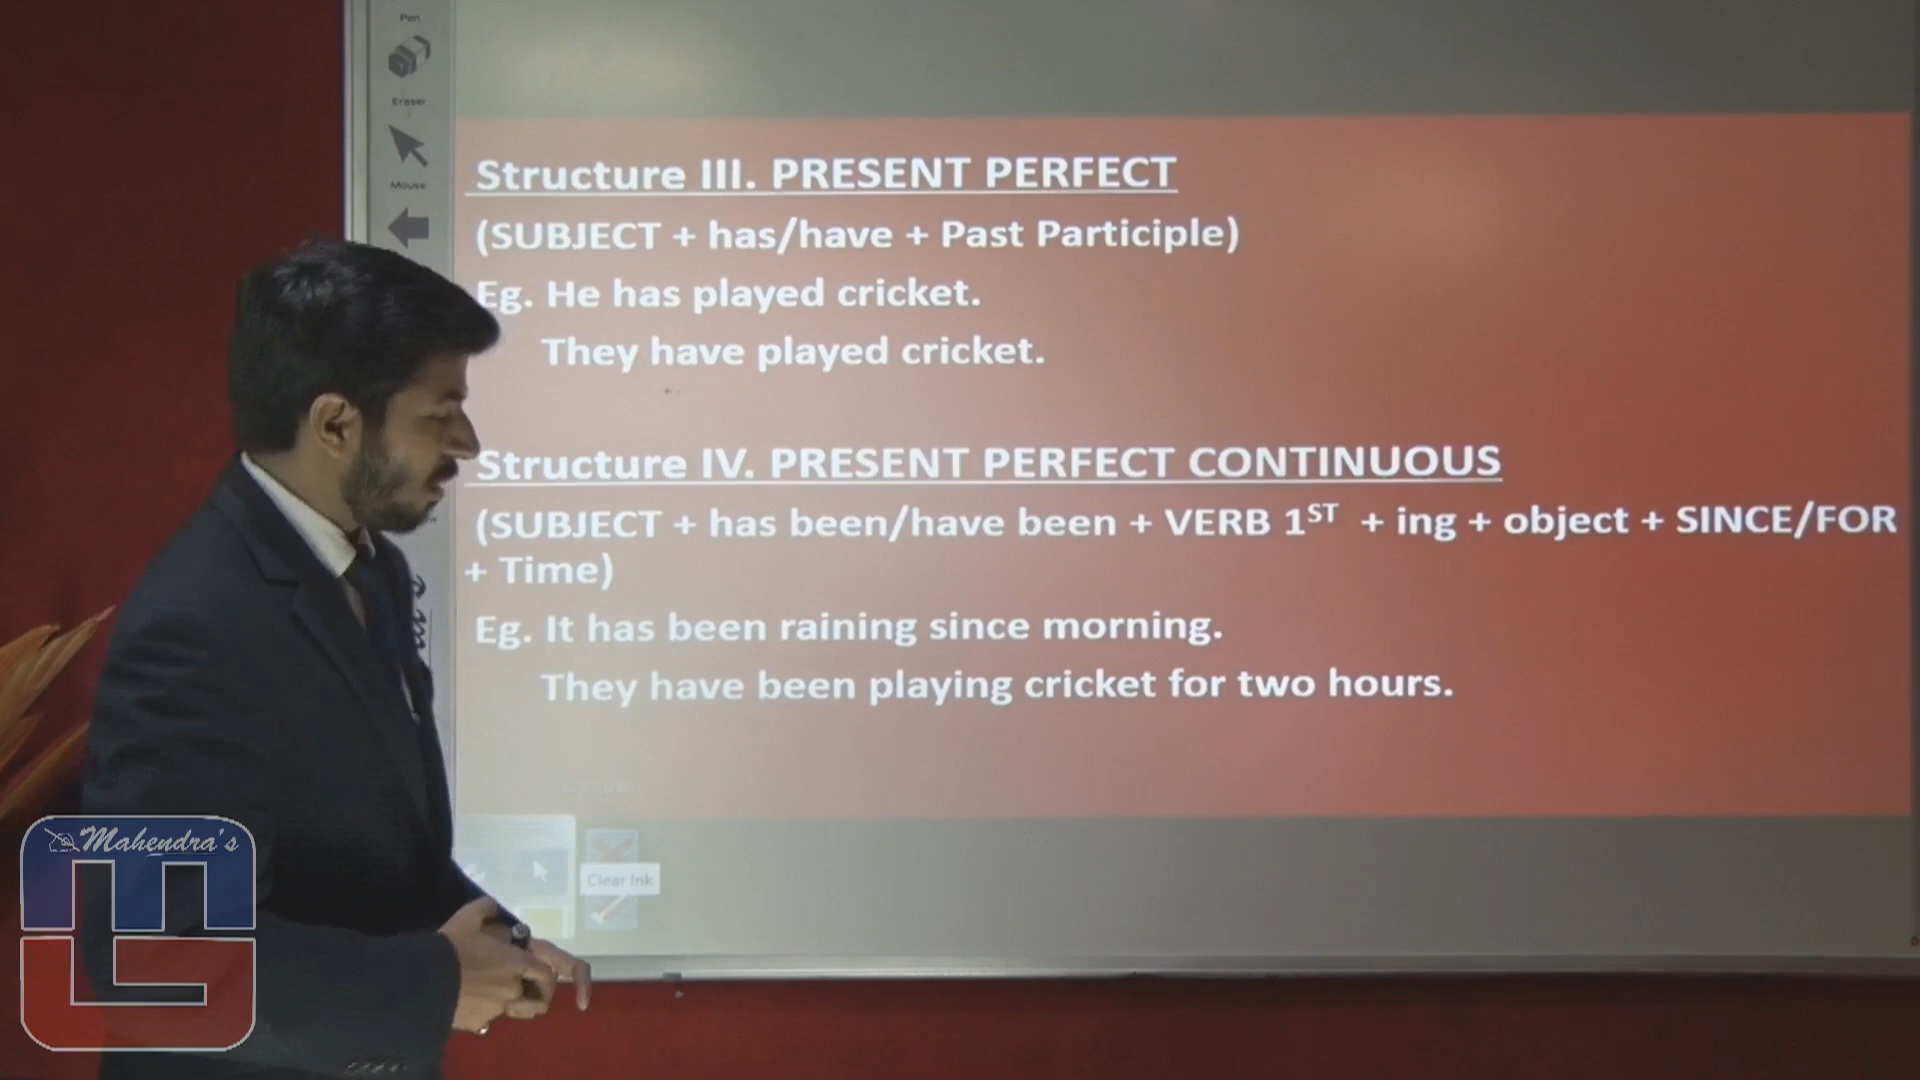 Pen
Eraser
Mouse
Structure III. PRESENT PERFECT
(SUBJECT + has/have + Past Participle)
Eg. He has played cricket.
They have played cricket.
Structure IV. PRESENT PERFECT CONTINUOUS
(SUBJECT + has been/have been + VERB 1ST + ing + object + SINCE/FOR
+ Time)
Eg. It has been raining since morning.
They have been playing cricket for two hours.
Clear Ink
Mahendra's